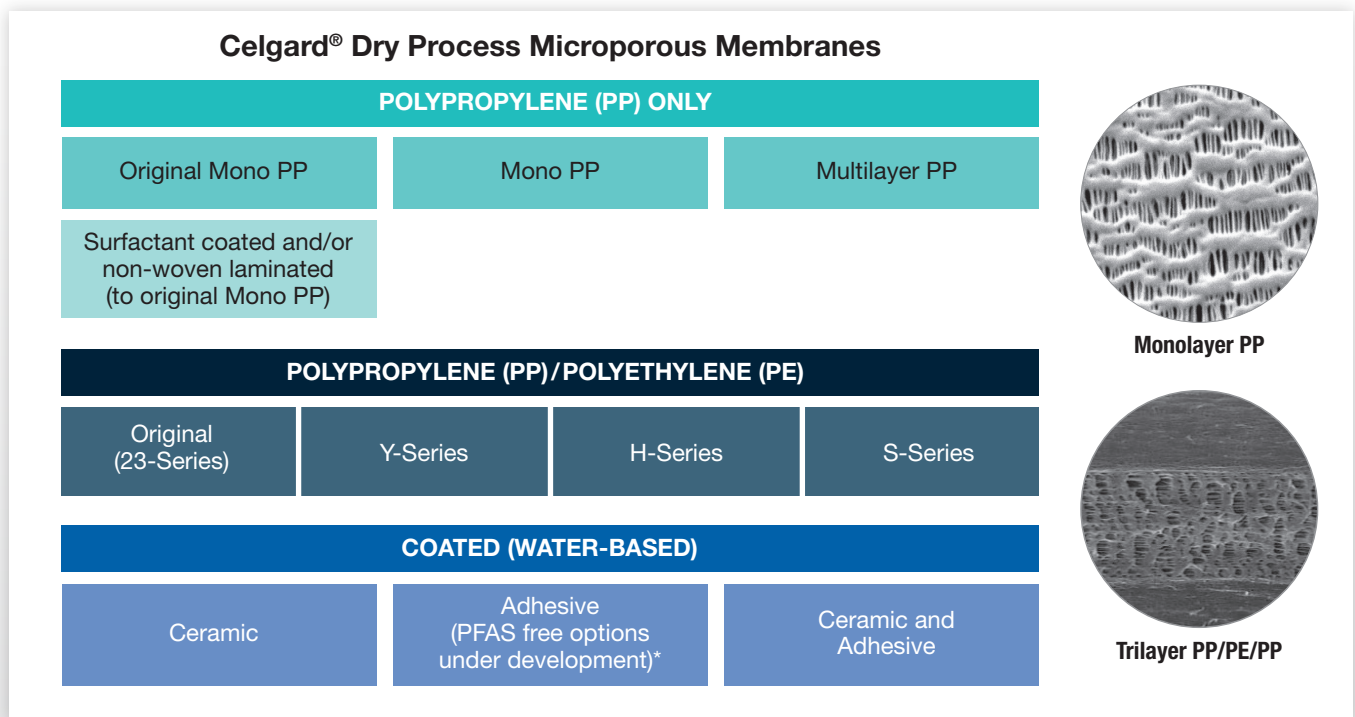 Celgard® Dry Process Microporous Membranes
POLYPROPYLENE (PP) ONLY
Original Mono PP
Mono PP
Multilayer PP
Surfactant coated and/or
non-woven laminated
(to original Mono PP)
POLYPROPYLENE (PP)/POLYETHYLENE (PE)
Original
(23-Series)
Y-Series
H-Series
S-Series
COATED (WATER-BASED)
Ceramic
Adhesive
(PFAS free options
under development)*
Ceramic and
Adhesive
Monolayer PP
Trilayer PP/PE/PP